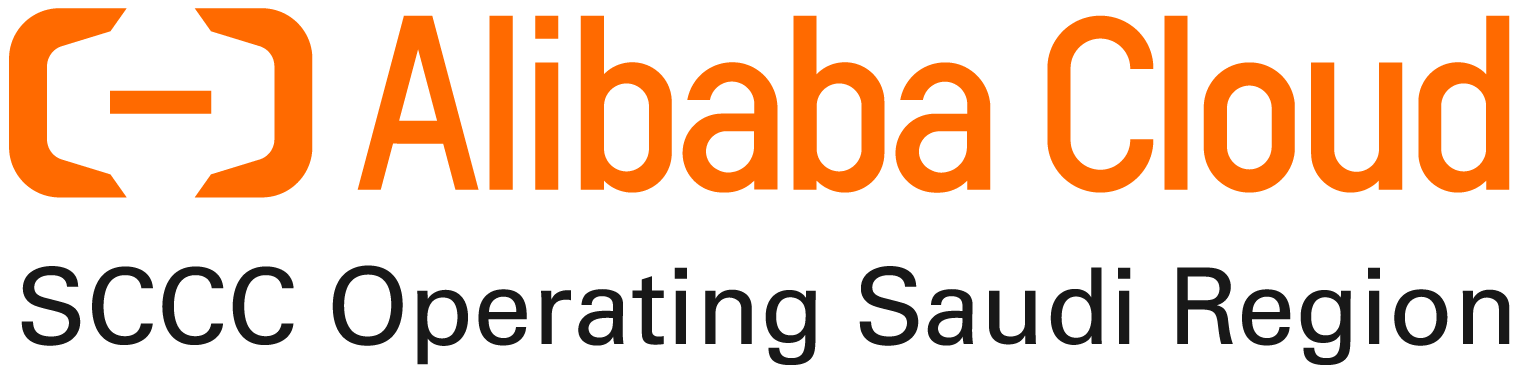 Alibaba Cloud
SCCC Operating Saudi Region